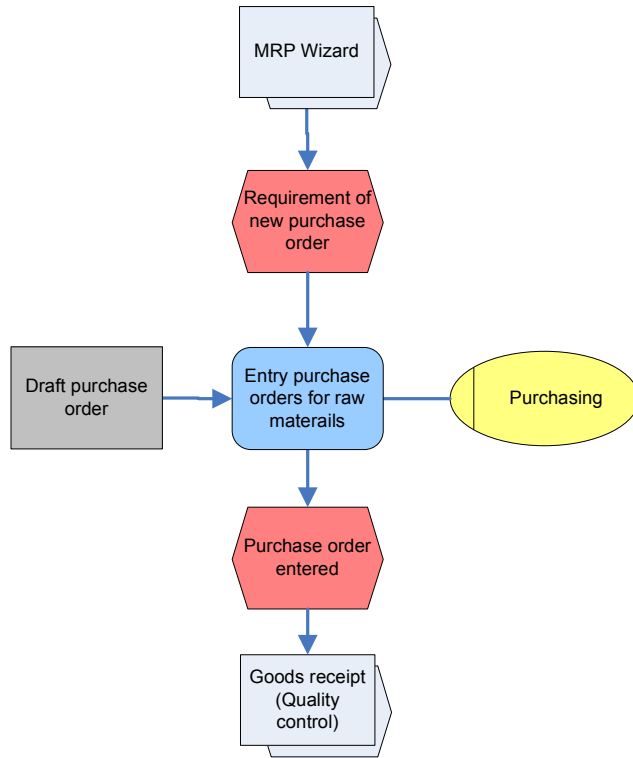 MRP Wizard
Requirement of
new purchase
order
Draft purchase
order
Entry purchase
orders for raw
materails
Purchasing
Purchase order
entered
Goods receipt
(Quality
control)